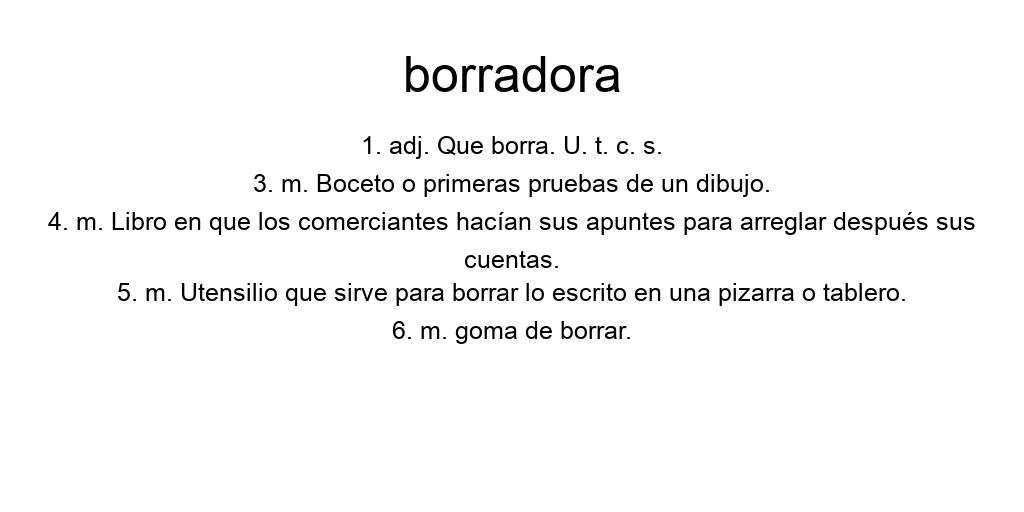 borradora
1. adj. Que borra. U. t. c. s.
3. m. Boceto o primeras pruebas de un dibujo.
4. m. Libro en que los comerciantes hacían sus apuntes para arreglar después sus
cuentas.
5. m. Utensilio que sirve para borrar lo escrito en una pizarra o tablero.
6. m. goma de borrar.